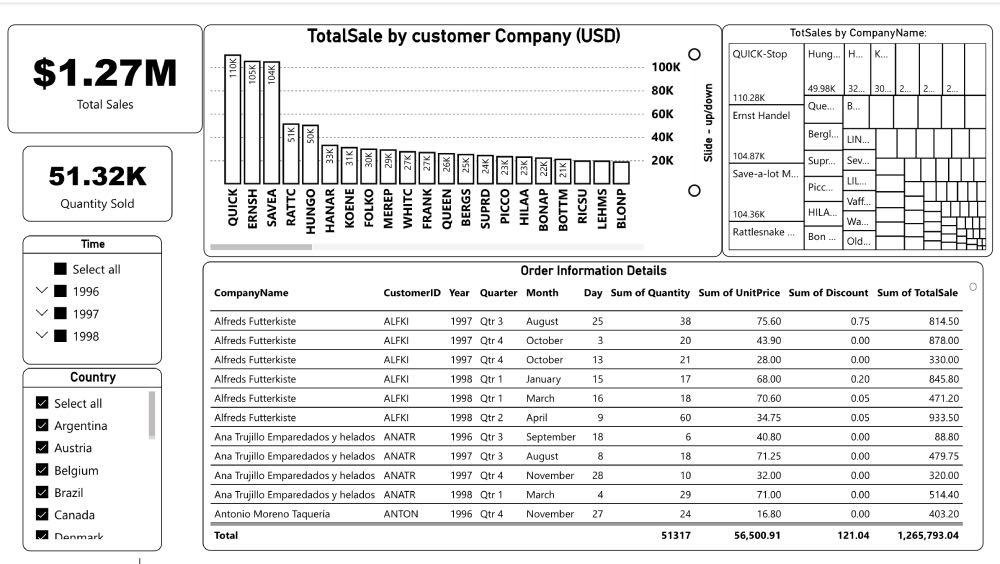 $1.27M
Total Sales
51.32K
Quantity Sold
Time
Select all
1996
1997
1998
Country
Select all
Argentina
Austria
Belgium
Brazil
Canada
Denmark
TotalSale by customer Company (USD)
100K
80K
60K
40K
20K
110K 105K 104K 51K 50K 33K 31K 30K 29K 27K 27K 26K 25K 24K 23K 23K 22K 21K
QUICK ERNSH SAVEA RATTC HUNGO HANAR KOENE FOLKO MEREP WHITC FRANK QUEEN BERGS SUPRD PICCO HILAA BONAP BOTTM RICSU LEHMS BLONP
Slide - up/down
TotSales by CompanyName:
QUICK-Stop
110.28K
Ernst Handel
104.87K
Save-a-lot M...
104.36K
Rattlesnake ...
Hung...
49.98K
Que...
Bergl...
Supr...
Picc...
HILA...
Bon ...
H...
32...
B...
LIN...
Sev...
LIL...
Vaff...
Wa...
Old...
K...
30...
2...
2...
2...
Order Information Details
CompanyName CustomerID Year Quarter Month Day Sum of Quantity Sum of UnitPrice Sum of Discount Sum of TotalSale
Alfreds Futterkiste ALFKI 1997 Qtr 3 August 25 38 75.60 0.75 814.50
Alfreds Futterkiste ALFKI 1997 Qtr 4 October 3 20 43.90 0.00 878.00
Alfreds Futterkiste ALFKI 1997 Qtr 4 October 13 21 28.00 0.00 330.00
Alfreds Futterkiste ALFKI 1998 Qtr 1 January 15 17 68.00 0.20 845.80
Alfreds Futterkiste ALFKI 1998 Qtr 1 March 16 18 70.60 0.05 471.20
Alfreds Futterkiste ALFKI 1998 Qtr 2 April 9 60 34.75 0.05 933.50
Ana Trujillo Emparedados y helados ANATR 1996 Qtr 3 September 18 6 40.80 0.00 88.80
Ana Trujillo Emparedados y helados ANATR 1997 Qtr 3 August 8 18 71.25 0.00 479.75
Ana Trujillo Emparedados y helados ANATR 1997 Qtr 4 November 28 10 32.00 0.00 320.00
Ana Trujillo Emparedados y helados ANATR 1998 Qtr 1 March 4 29 71.00 0.00 514.40
Antonio Moreno Taquería ANTON 1996 Qtr 4 November 27 24 16.80 0.00 403.20
Total 51317 56,500.91 121.04 1,265,793.04